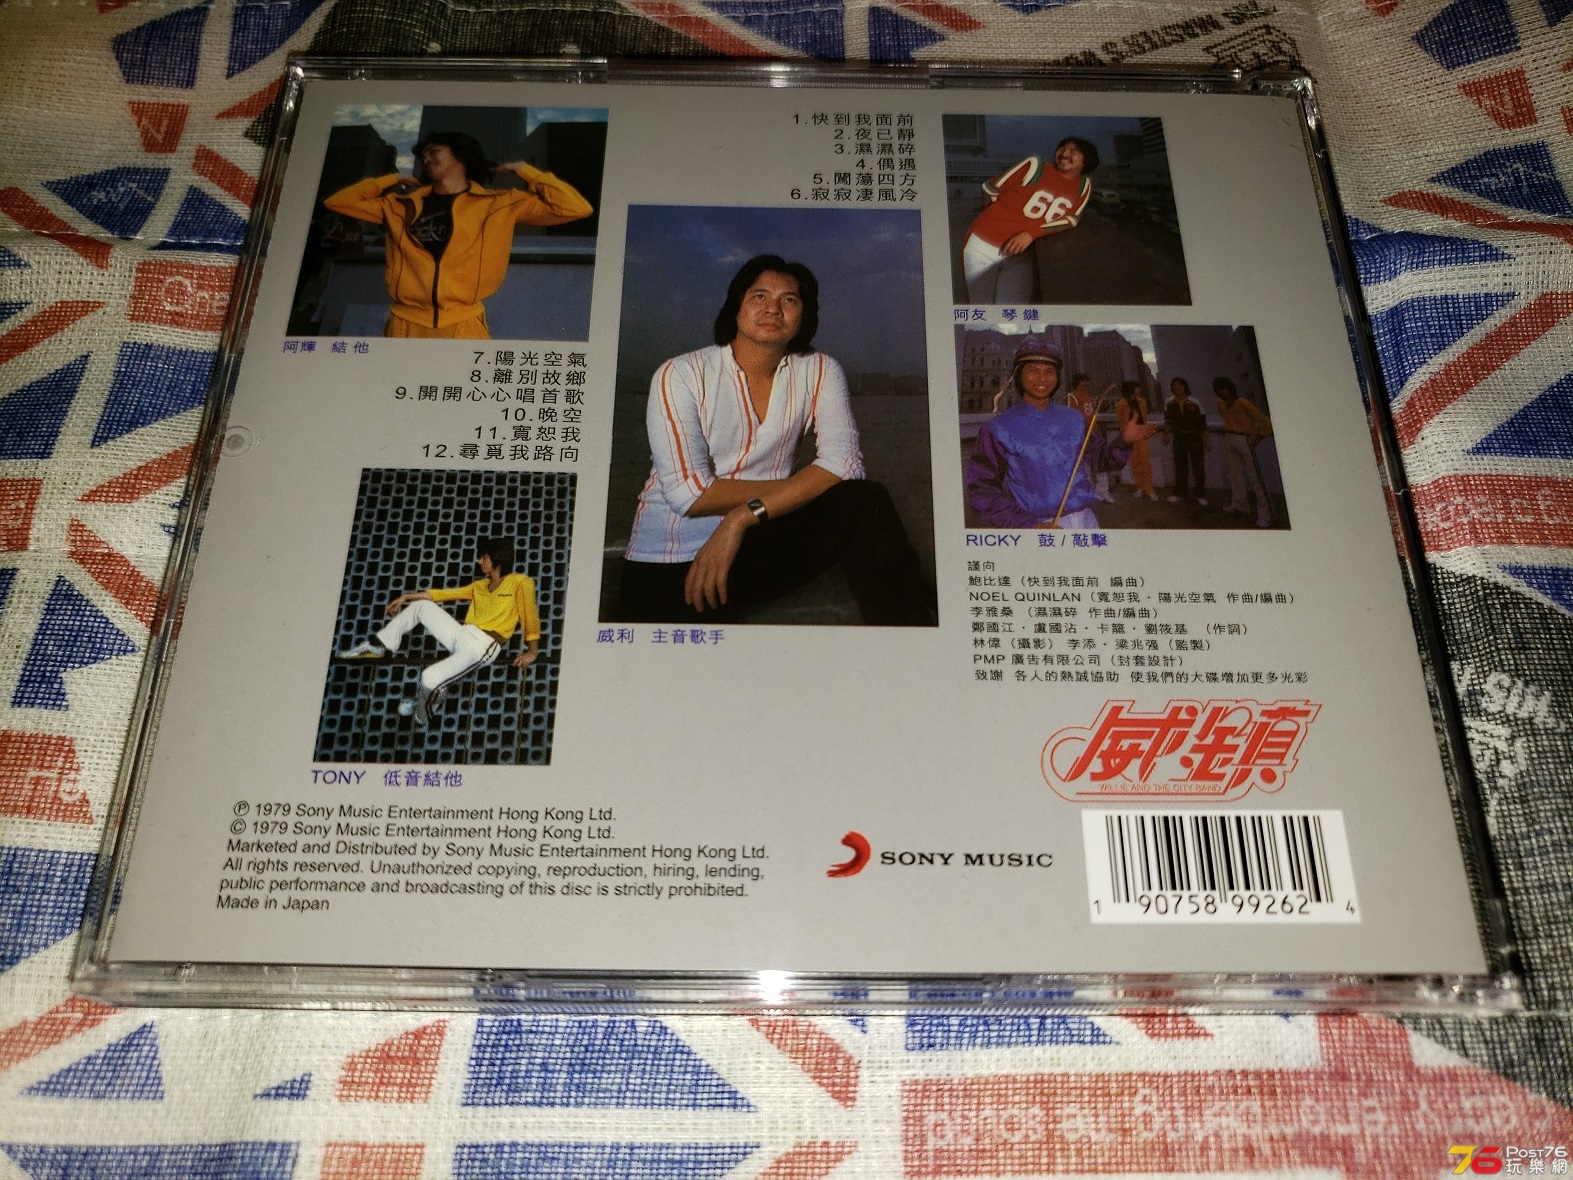 1.快到我面前
2.夜已靜
3.濕濕碎
4.偶遇
5.闖蕩四方
6.寂寂凄風冷
阿輝 結他
7.陽光空氣
8.離別故鄉
9.開開心心唱首歌
10.晚空
11.寬恕我
12.尋覓我路向
TONY 低音結他
威利 主音歌手
66
阿友 琴鍵
RICKY 鼓/敲擊
謹向
鮑比達(快到我面前 編曲)
NOEL QUINLAN(寬恕我・陽光空氣 作曲/編曲)
李雅桑 (濕濕碎 作曲/編曲)
鄭國江・盧國沾・卡龍・劉筱基 (作詞)
林偉(攝影) 李添・梁兆強(監製)
PMP 廣告有限公司(封套設計)
致謝 各人的熱誠協助 使我們的大碟增加更多光彩
威鎮
WILLIE AND THE CITY BAND
℗ 1979 Sony Music Entertainment Hong Kong Ltd.
© 1979 Sony Music Entertainment Hong Kong Ltd.
Marketed and Distributed by Sony Music Entertainment Hong Kong Ltd.
All rights reserved. Unauthorized copying, reproduction, hiring, lending,
public performance and broadcasting of this disc is strictly prohibited.
Made in Japan
SONY MUSIC
1 90758 99262 4
76 POST76
玩樂網